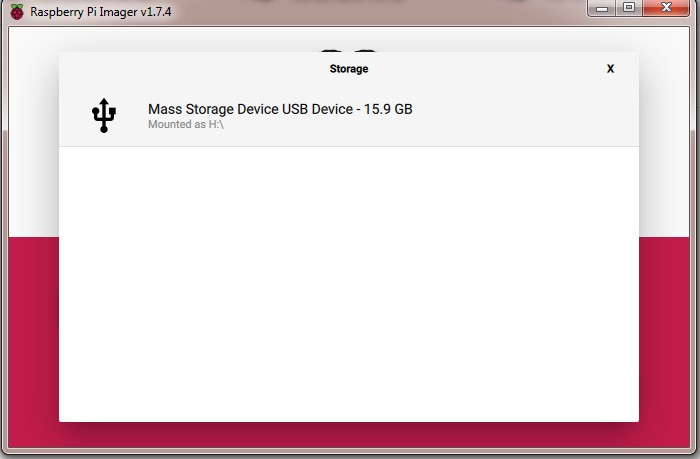 Raspberry Pi Imager v1.7.4
Storage
X
Mass Storage Device USB Device - 15.9 GB
Mounted as H:\